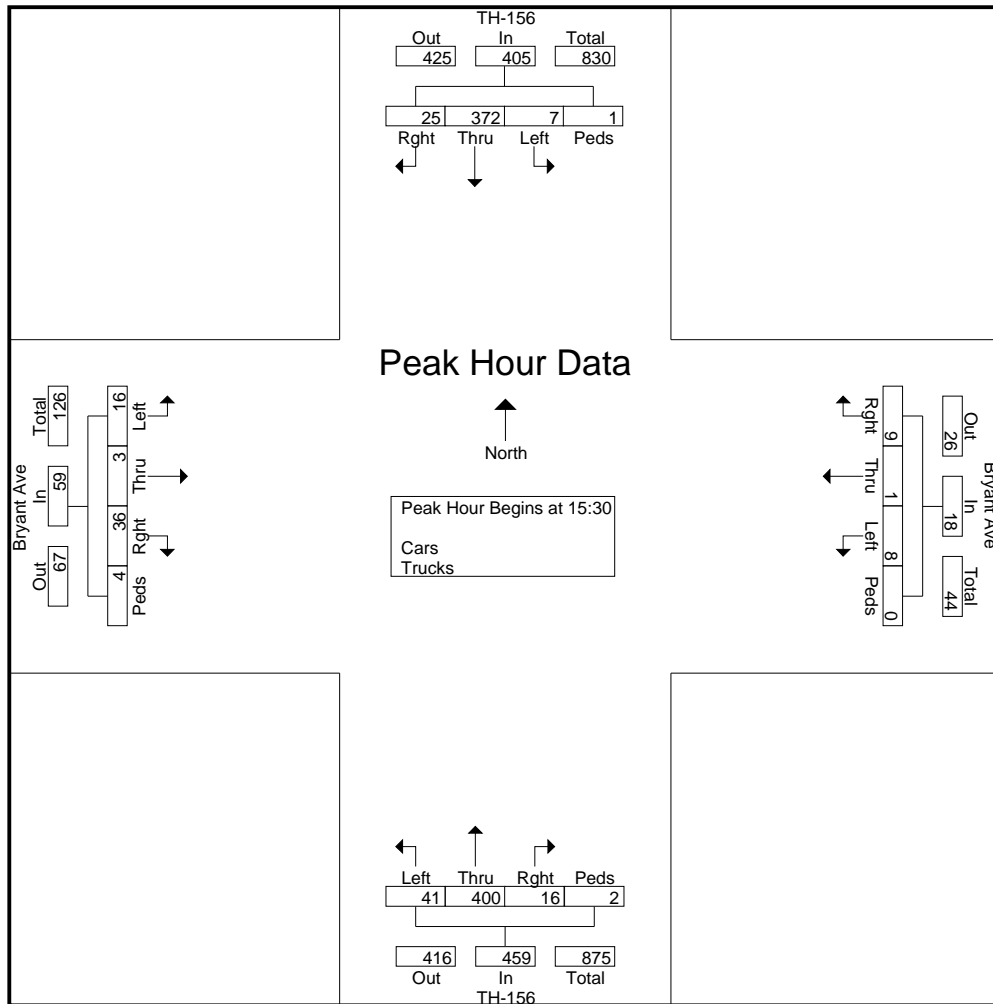 TH-156
Out In Total
425 405 830
25 372 7 1
Rght Thru Left Peds
Peak Hour Data
North
Peak Hour Begins at 15:30
Cars
Trucks
Bryant Ave
Total In Out
126 59 67
16 3 36 4
Left Thru Rght Peds
Rght Thru Left Peds
9 1 8 0
Out In Total
26 18 44
Bryant Ave
Left Thru Rght Peds
41 400 16 2
416 459 875
Out In Total
TH-156